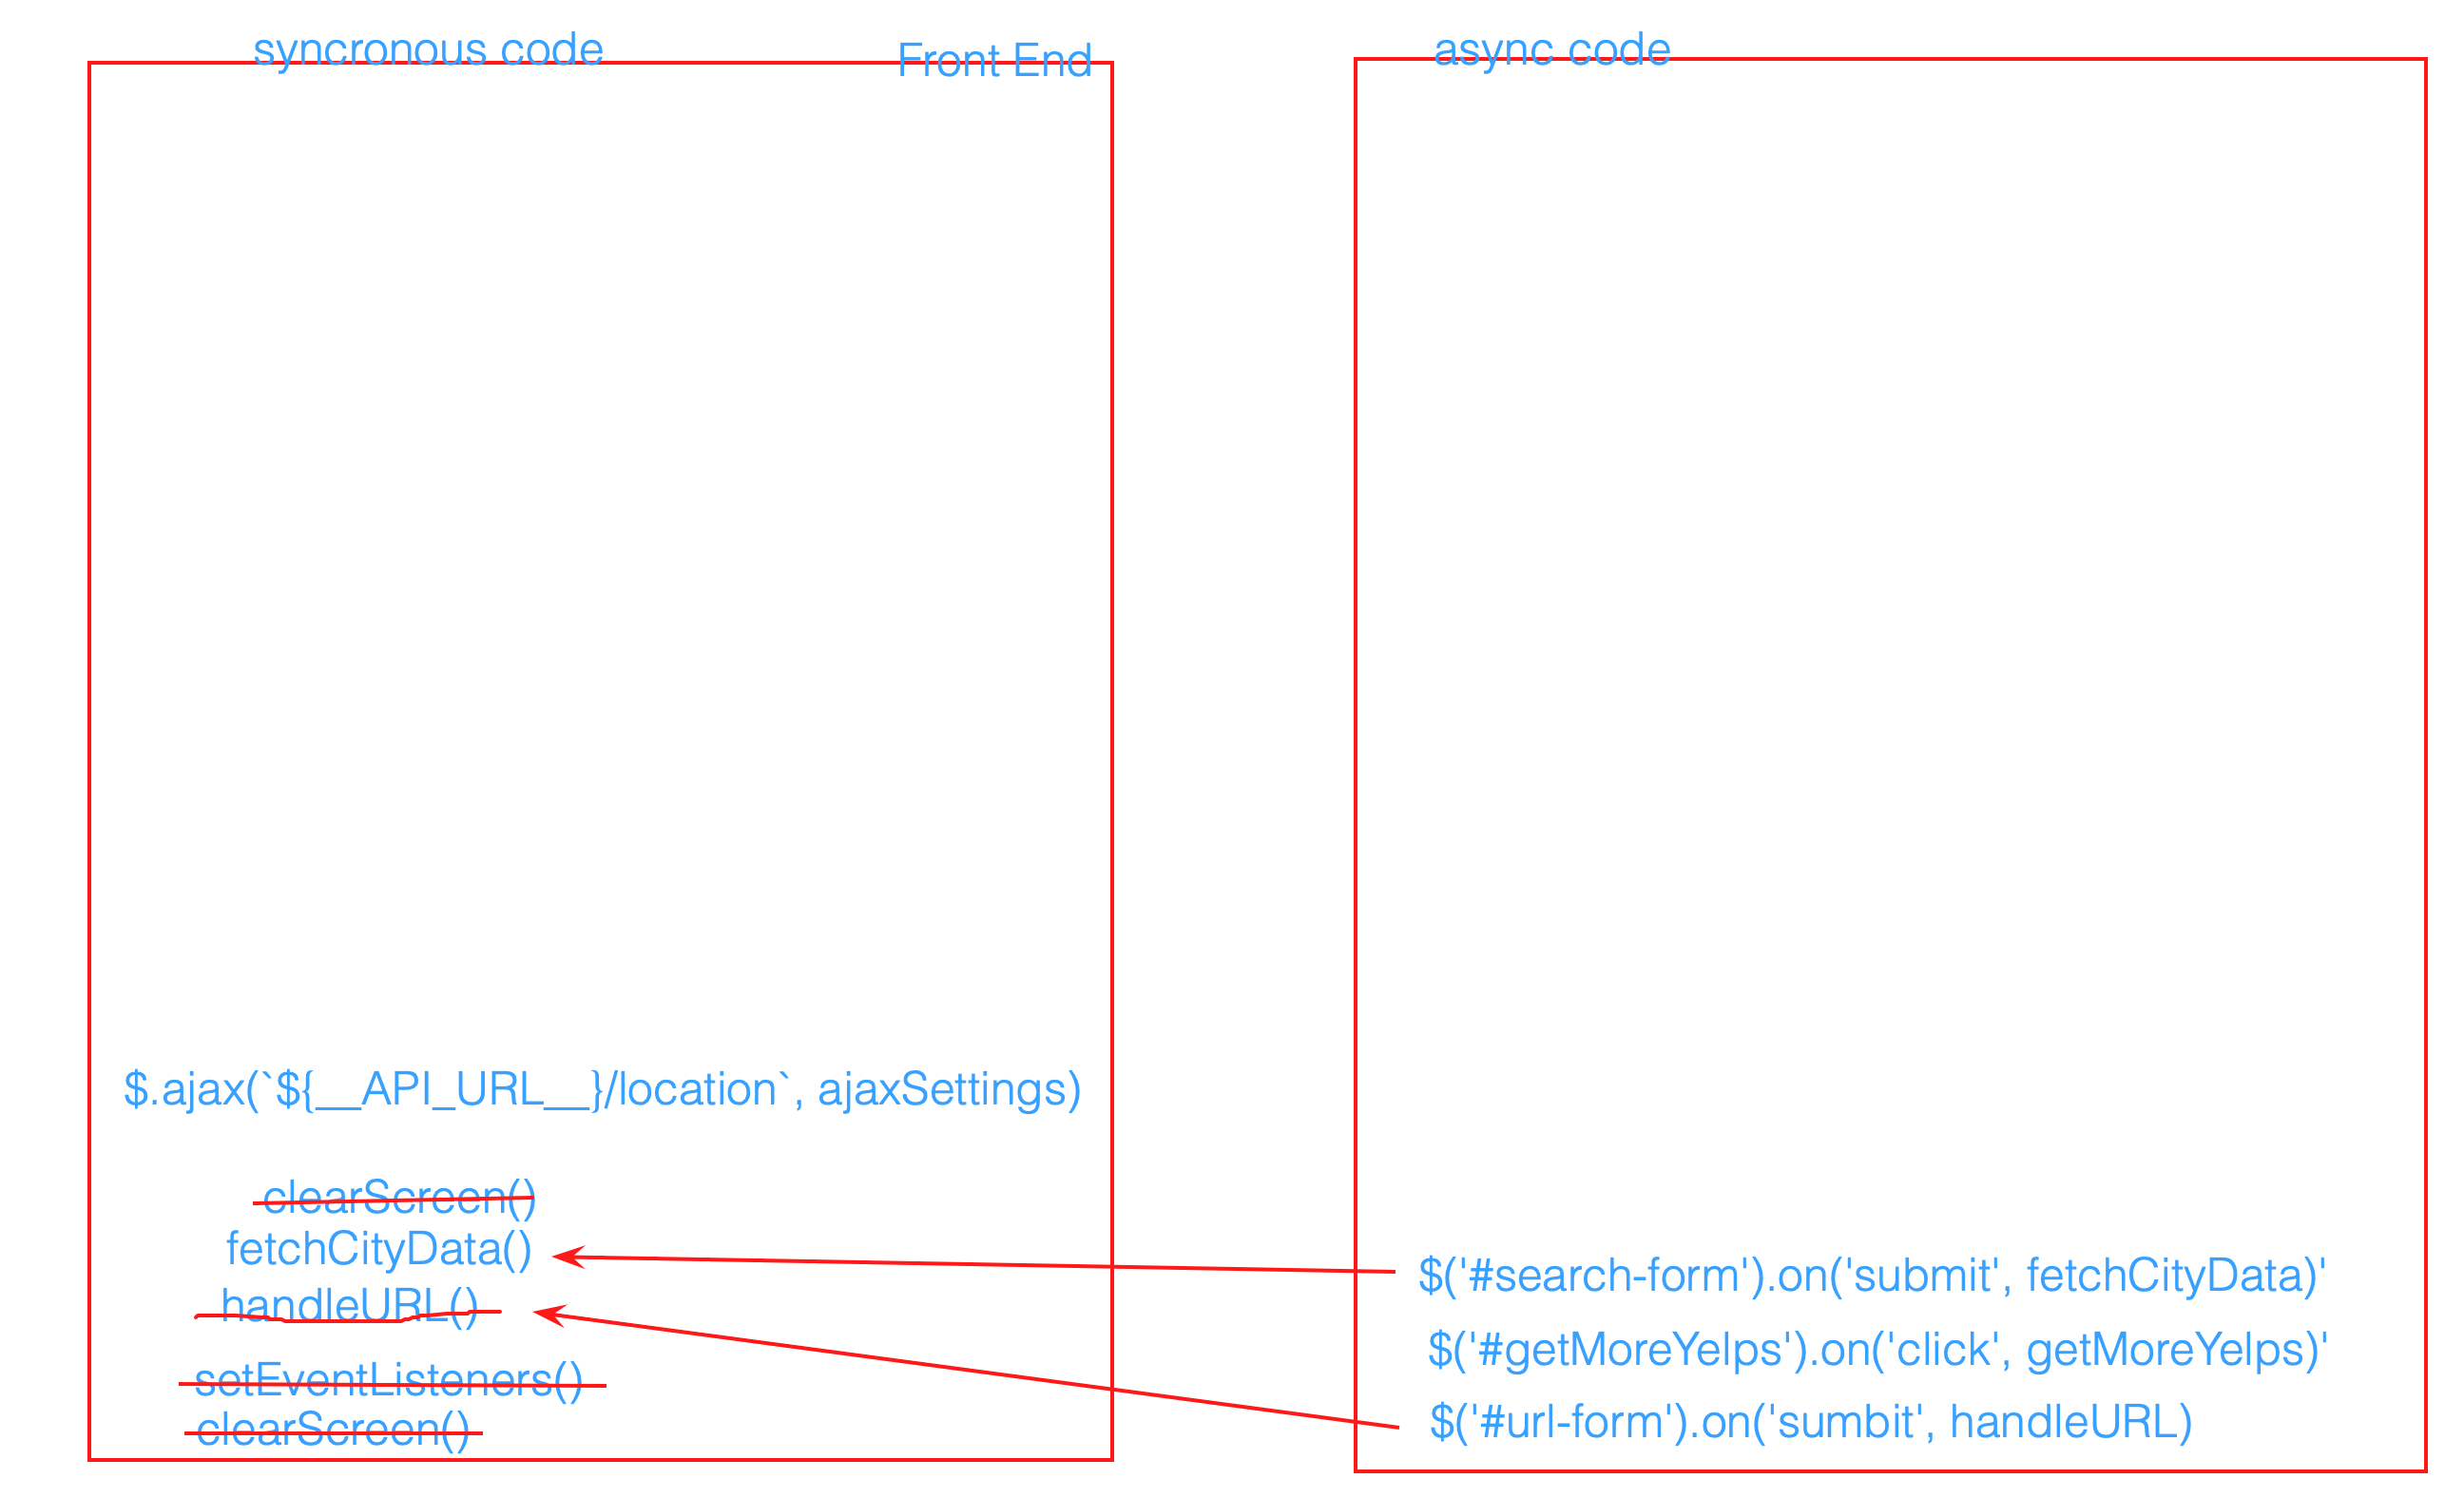 syncronous code
Front End
async code
$.ajax(`${__API_URL__}/location`, ajaxSettings)
clearScreen()
fetchCityData()
handleURL()
setEventListeners()
clearScreen()
$('#search-form').on('submit', fetchCityData)'
$('#getMoreYelps').on('click', getMoreYelps)'
$('#url-form').on('sumbit', handleURL)